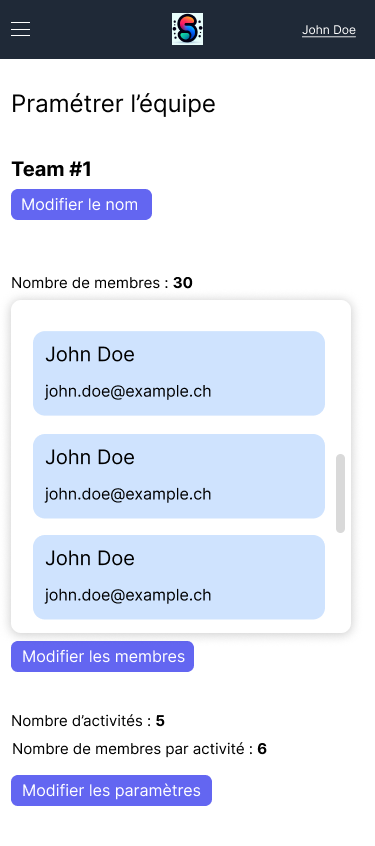 John Doe
Pramétrer l’équipe
Team #1
Modifier le nom
Nombre de membres : 30
John Doe
john.doe@example.ch
John Doe
john.doe@example.ch
John Doe
john.doe@example.ch
Modifier les membres
Nombre d’activités : 5
Nombre de membres par activité : 6
Modifier les paramètres